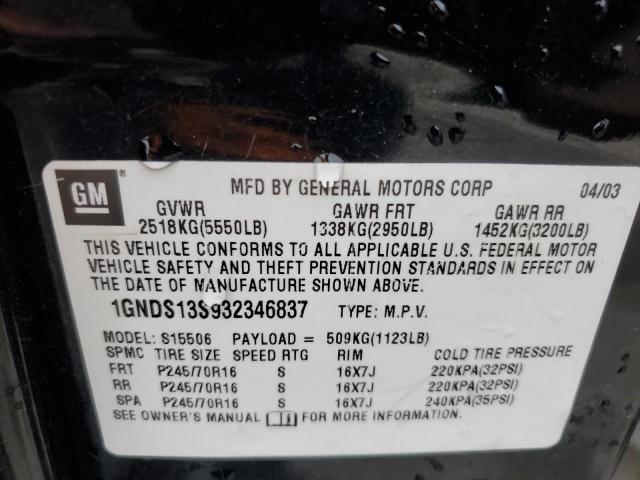 GM ® MFD BY GENERAL MOTORS CORP 04/03
GVWR GAWR FRT GAWR RR
2518KG(5550LB) 1338KG(2950LB) 1452KG(3200LB)
THIS VEHICLE CONFORMS TO ALL APPLICABLE U.S. FEDERAL MOTOR
VEHICLE SAFETY AND THEFT PREVENTION STANDARDS IN EFFECT ON
THE DATE OF MANUFACTURE SHOWN ABOVE.
1GNDS13S932346837 TYPE: M.P.V.
MODEL: S15506 PAYLOAD = 509KG(1123LB)
SPMC TIRE SIZE SPEED RTG RIM COLD TIRE PRESSURE
FRT P245/70R16 S 16X7J 220KPA(32PSI)
RR P245/70R16 S 16X7J 220KPA(32PSI)
SPA P245/70R16 S 16X7J 240KPA(35PSI)
SEE OWNER'S MANUAL FOR MORE INFORMATION.